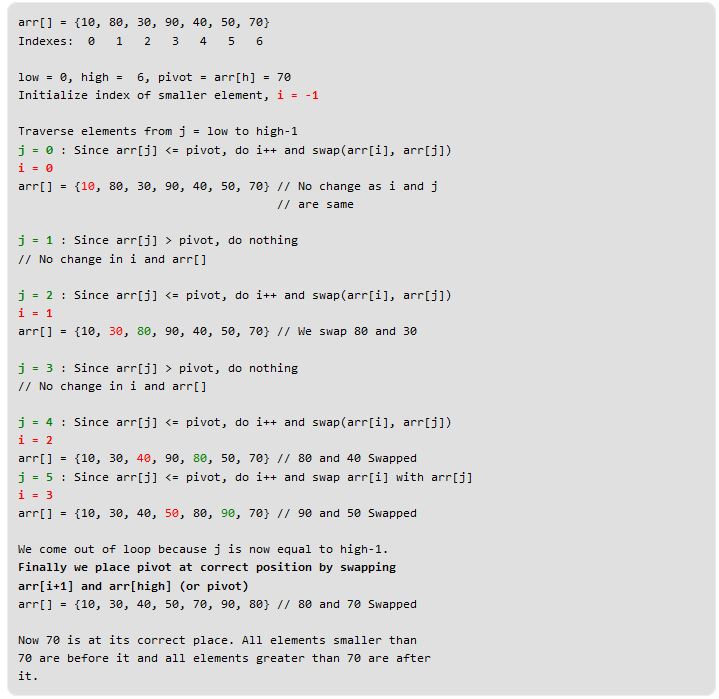 arr[] = {10, 80, 30, 90, 40, 50, 70}
Indexes:  0   1   2   3   4   5   6
low = 0, high =  6, pivot = arr[h] = 70
Initialize index of smaller element, i = -1
Traverse elements from j = low to high-1
j = 0 : Since arr[j] <= pivot, do i++ and swap(arr[i], arr[j])
i = 0
arr[] = {10, 80, 30, 90, 40, 50, 70} // No change as i and j
// are same
j = 1 : Since arr[j] > pivot, do nothing
// No change in i and arr[]
j = 2 : Since arr[j] <= pivot, do i++ and swap(arr[i], arr[j])
i = 1
arr[] = {10, 30, 80, 90, 40, 50, 70} // We swap 80 and 30
j = 3 : Since arr[j] > pivot, do nothing
// No change in i and arr[]
j = 4 : Since arr[j] <= pivot, do i++ and swap(arr[i], arr[j])
i = 2
arr[] = {10, 30, 40, 90, 80, 50, 70} // 80 and 40 Swapped
j = 5 : Since arr[j] <= pivot, do i++ and swap arr[i] with arr[j]
i = 3
arr[] = {10, 30, 40, 50, 80, 90, 70} // 90 and 50 Swapped
We come out of loop because j is now equal to high-1.
Finally we place pivot at correct position by swapping
arr[i+1] and arr[high] (or pivot)
arr[] = {10, 30, 40, 50, 70, 90, 80} // 80 and 70 Swapped
Now 70 is at its correct place. All elements smaller than
70 are before it and all elements greater than 70 are after
it.